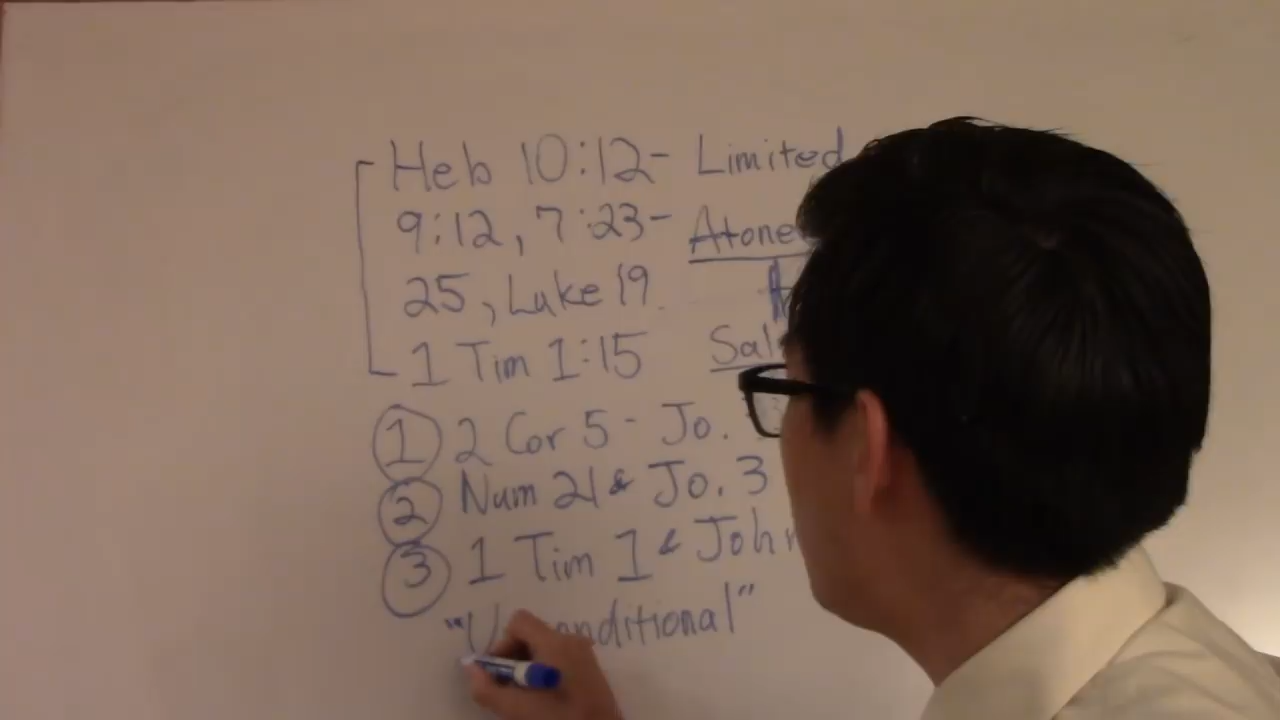 Heb 10:12- Limited
9:12, 7:23- Atone
25, Luke 19.
1 Tim 1:15 Sal
① 2 Cor 5 - Jo.
② Num 21 & Jo. 3
③ 1 Tim 1 & John
"Unconditional"